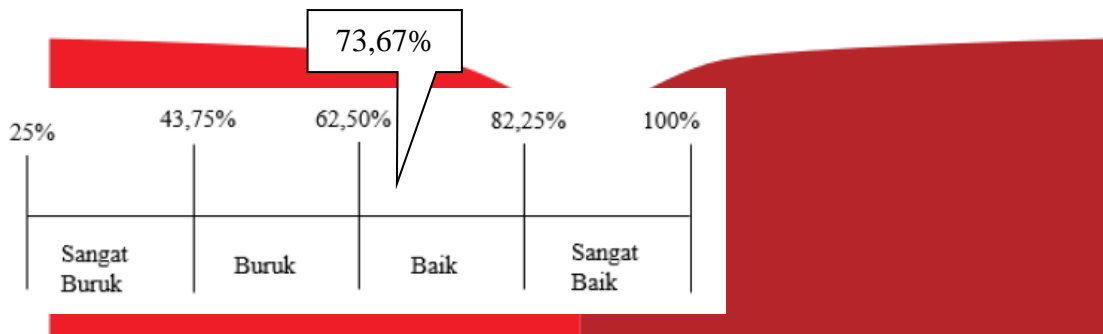 73,67%
25%
43,75%
62,50%
82,25%
100%
Sangat
Buruk
Buruk
Baik
Sangat
Baik